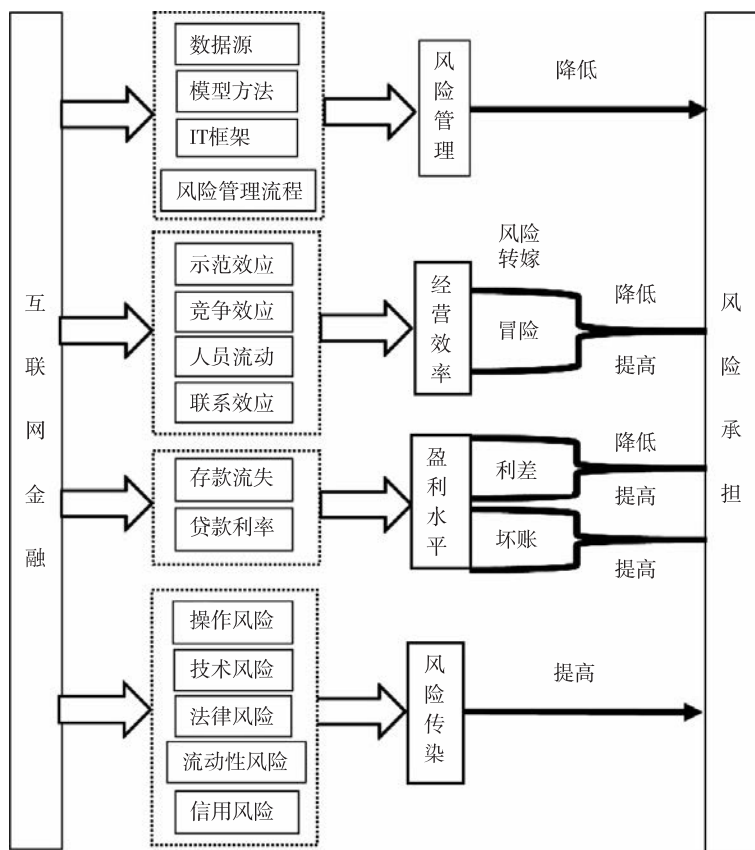 互联网金融
数据源
模型方法
IT框架
风险管理流程
风险管理
降低
示范效应
竞争效应
人员流动
联系效应
经营效率
风险
转嫁
冒险
降低
提高
存款流失
贷款利率
盈利水平
利差
坏账
降低
提高
提高
操作风险
技术风险
法律风险
流动性风险
信用风险
风险传染
提高
风险承担